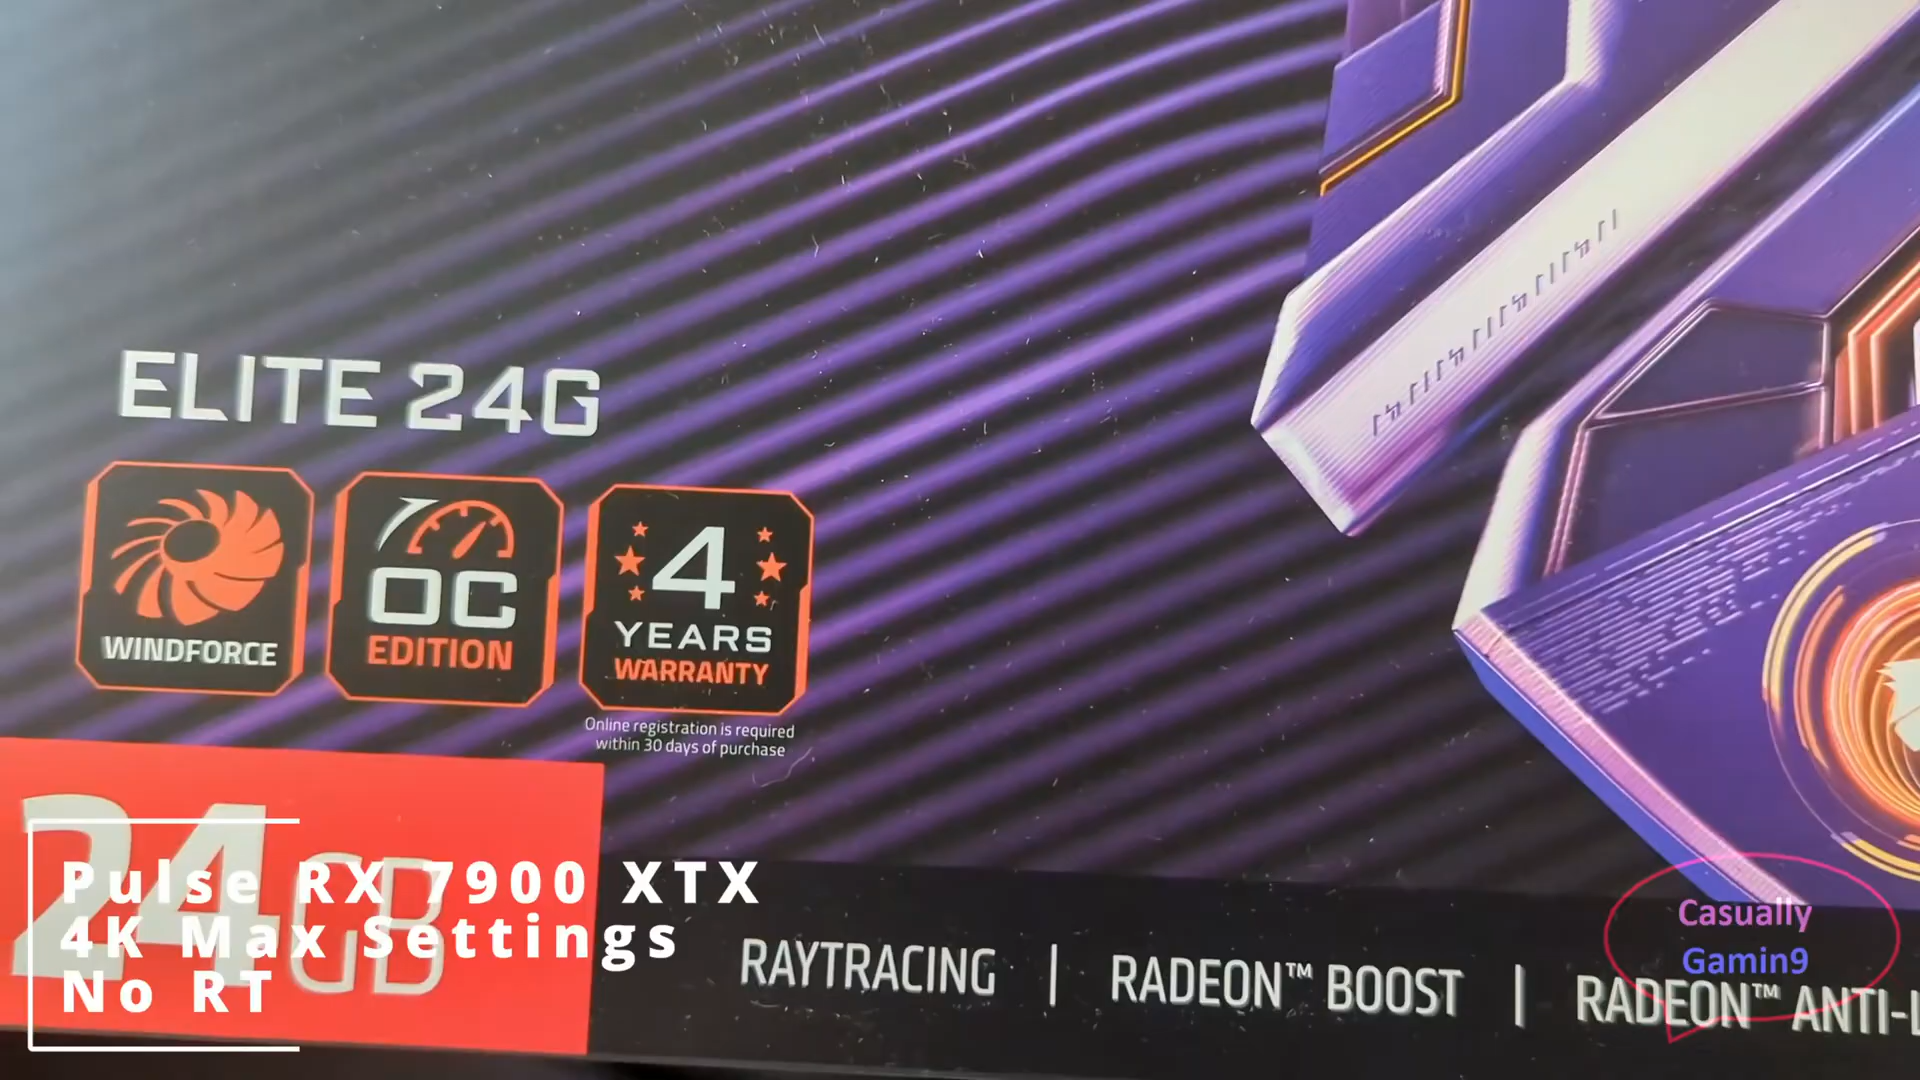 ELITE 24G
WINDFORCE
OC
EDITION
4
YEARS
WARRANTY
Online registration is required
within 30 days of purchase
24GB
Pulse RX 7900 XTX
4K Max Settings
No RT
RAYTRACING | RADEON™ BOOST | RADEON™ ANTI-L
Casually
Gamin9